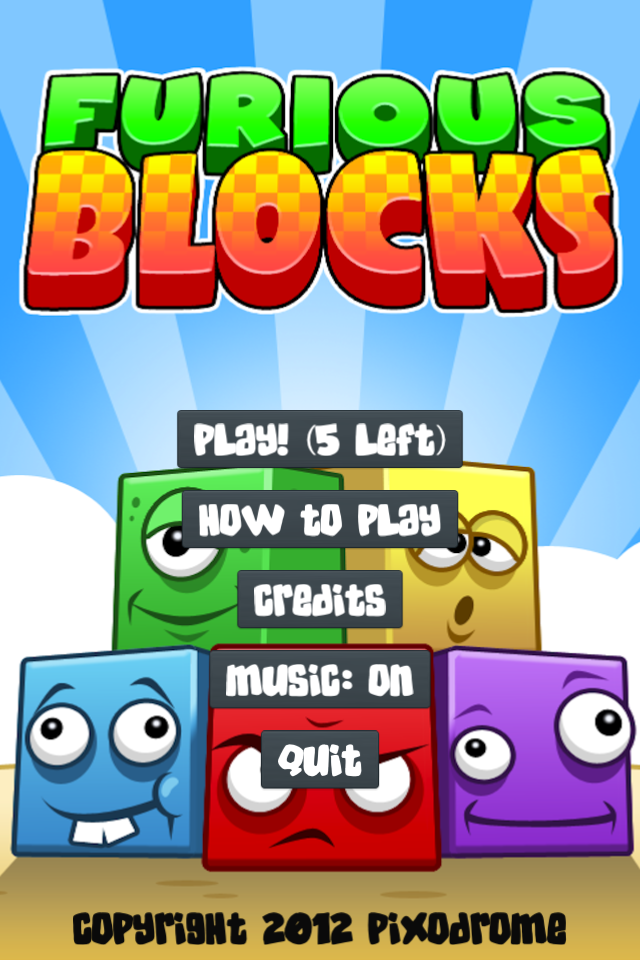 FURIOUS
BLOCKS
Play! (5 Left)
How to Play
Credits
Music: On
Quit
Copyright 2012 Pixodrome